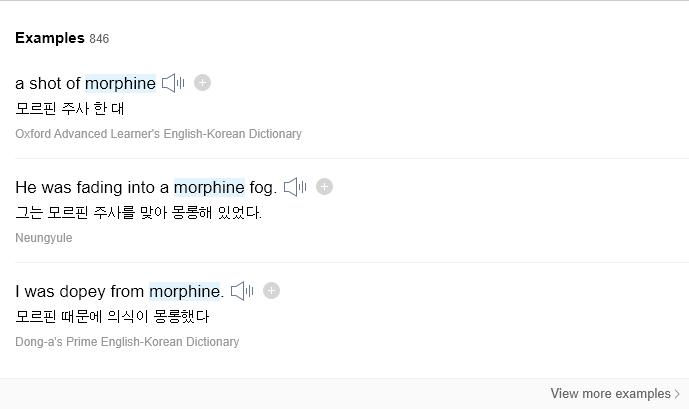 Examples 846
a shot of morphine
모르핀 주사 한 대
Oxford Advanced Learner's English-Korean Dictionary
He was fading into a morphine fog.
그는 모르핀 주사를 맞아 몽롱해 있었다.
Neungyule
I was dopey from morphine.
모르핀 때문에 의식이 몽롱했다
Dong-a's Prime English-Korean Dictionary
View more examples